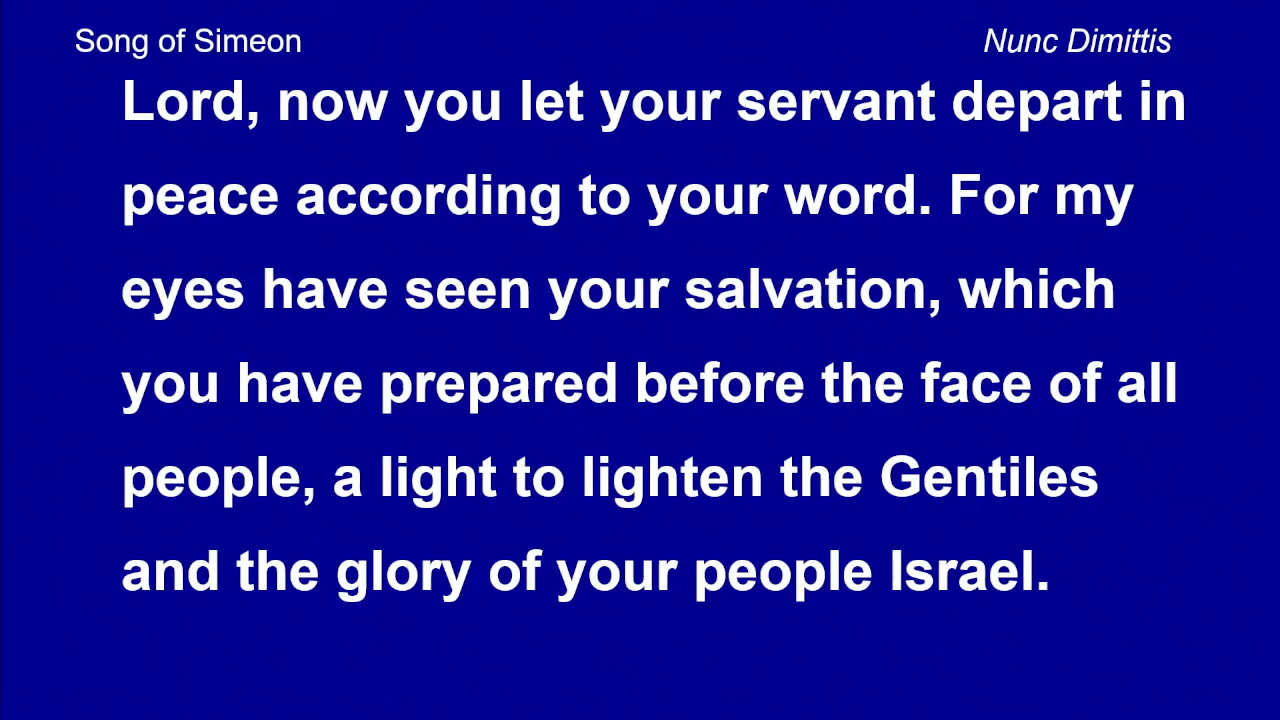 Song of Simeon Nunc Dimittis
Lord, now you let your servant depart in
peace according to your word. For my
eyes have seen your salvation, which
you have prepared before the face of all
people, a light to lighten the Gentiles
and the glory of your people Israel.